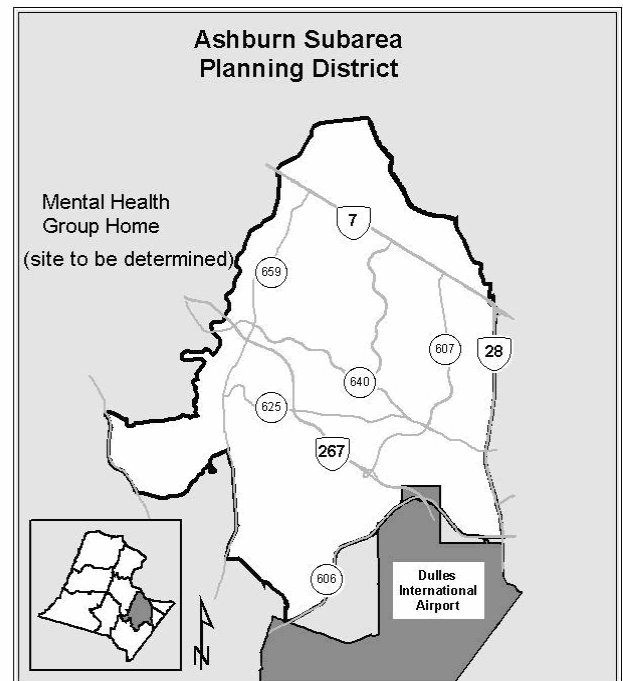 Ashburn Subarea
Planning District
Mental Health
Group Home
(site to be determined)
7
659
607
28
640
625
267
606
Dulles
International
Airport
N